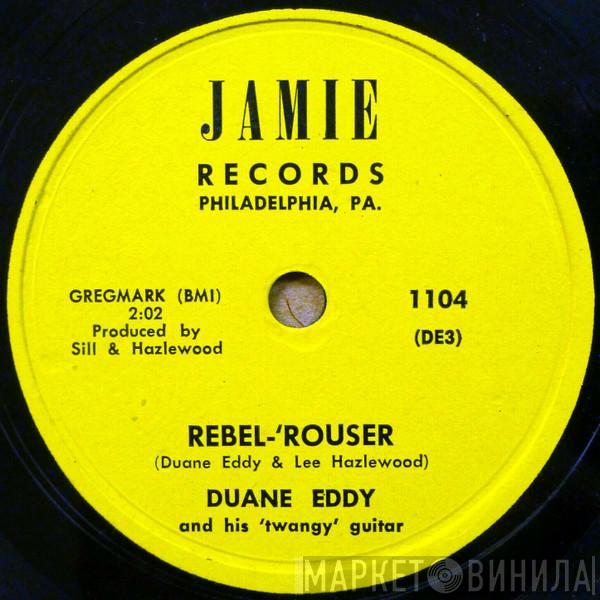 JAMIE
RECORDS
PHILADELPHIA, PA.
GREGMARK (BMI)
2:02
Produced by
Sill & Hazlewood
1104
(DE3)
REBEL-'ROUSER
(Duane Eddy & Lee Hazlewood)
DUANE EDDY
and his 'twangy' guitar
МАРКЕТ ВИНИЛА